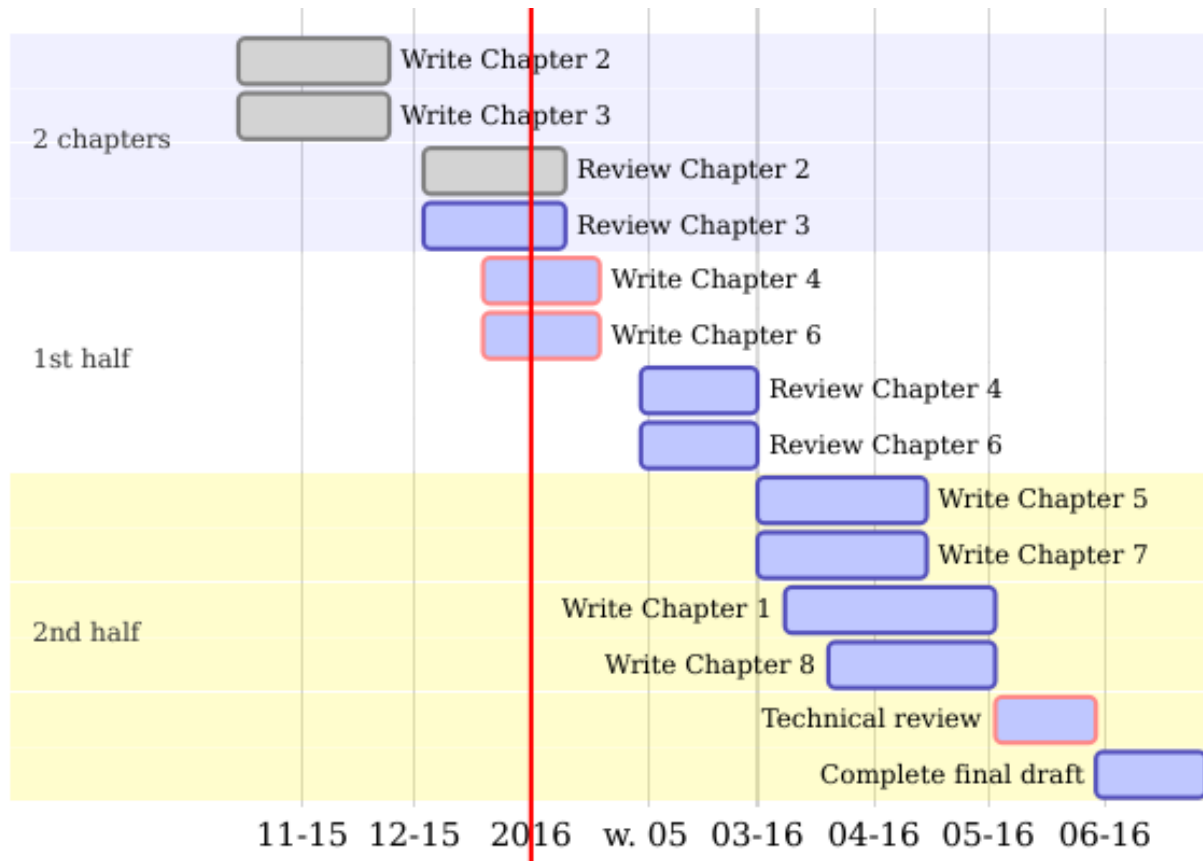 Write Chapter 2
Write Chapter 3
2 chapters
Review Chapter 2
Review Chapter 3
Write Chapter 4
Write Chapter 6
1st half
Review Chapter 4
Review Chapter 6
Write Chapter 5
Write Chapter 7
Write Chapter 1
2nd half
Write Chapter 8
Technical review
Complete final draft
11-15 12-15 2016 w. 05 03-16 04-16 05-16 06-16